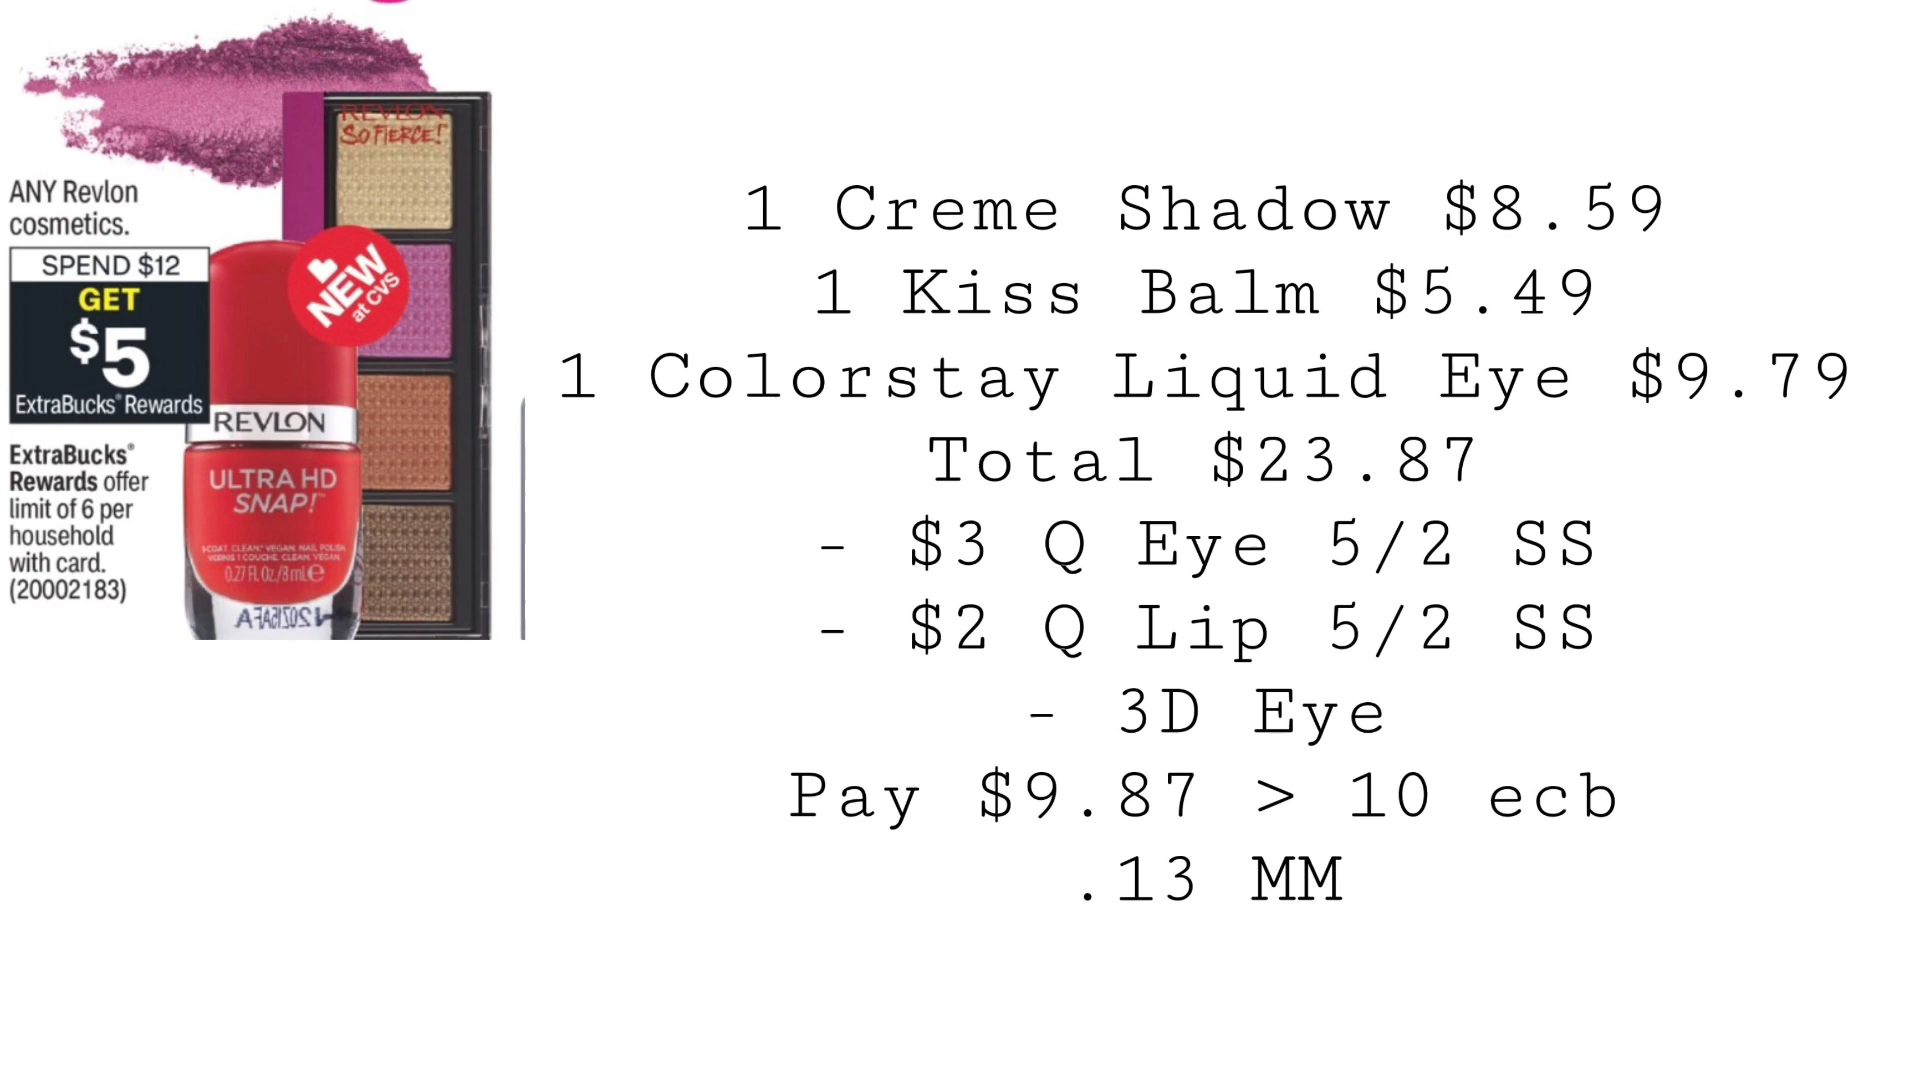 ANY Revlon
cosmetics.
SPEND $12
GET
$5
ExtraBucks® Rewards
ExtraBucks®
Rewards offer
limit of 6 per
household
with card.
(20002183)
REVLON
SO FIERCE!
NEW
at CVS
REVLON
ULTRA HD
SNAP!™
0.27 Fl. Oz./8 ml e
1 Creme Shadow $8.59
1 Kiss Balm $5.49
1 Colorstay Liquid Eye $9.79
Total $23.87
- $3 Q Eye 5/2 SS
- $2 Q Lip 5/2 SS
- 3D Eye
Pay $9.87 > 10 ecb
.13 MM